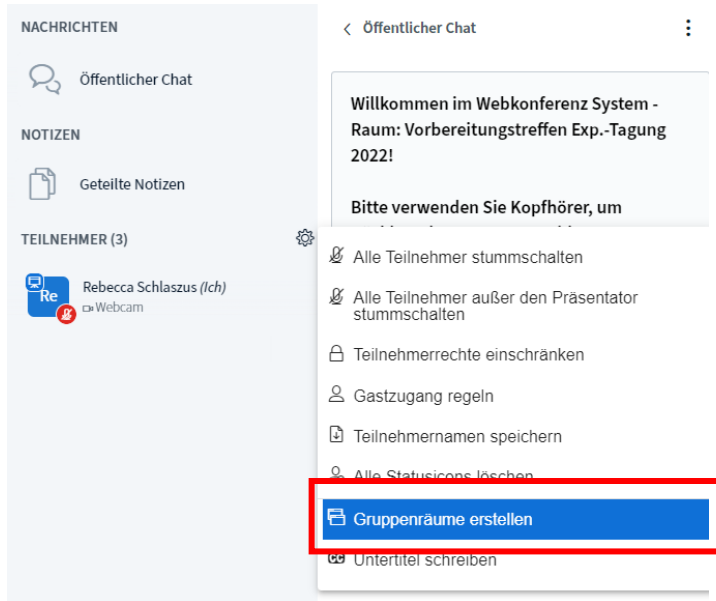 NACHRICHTEN
Öffentlicher Chat
NOTIZEN
Geteilte Notizen
TEILNEHMER (3)
Re
Rebecca Schlaszus (Ich)
Webcam
Öffentlicher Chat
Willkommen im Webkonferenz System -
Raum: Vorbereitungstreffen Exp.-Tagung
2022!
Bitte verwenden Sie Kopfhörer, um
Alle Teilnehmer stummschalten
Alle Teilnehmer außer den Präsentator
stummschalten
Teilnehmerrechte einschränken
Gastzugang regeln
Teilnehmernamen speichern
Alle Statusicons löschen
Gruppenräume erstellen
CC Untertitel schreiben